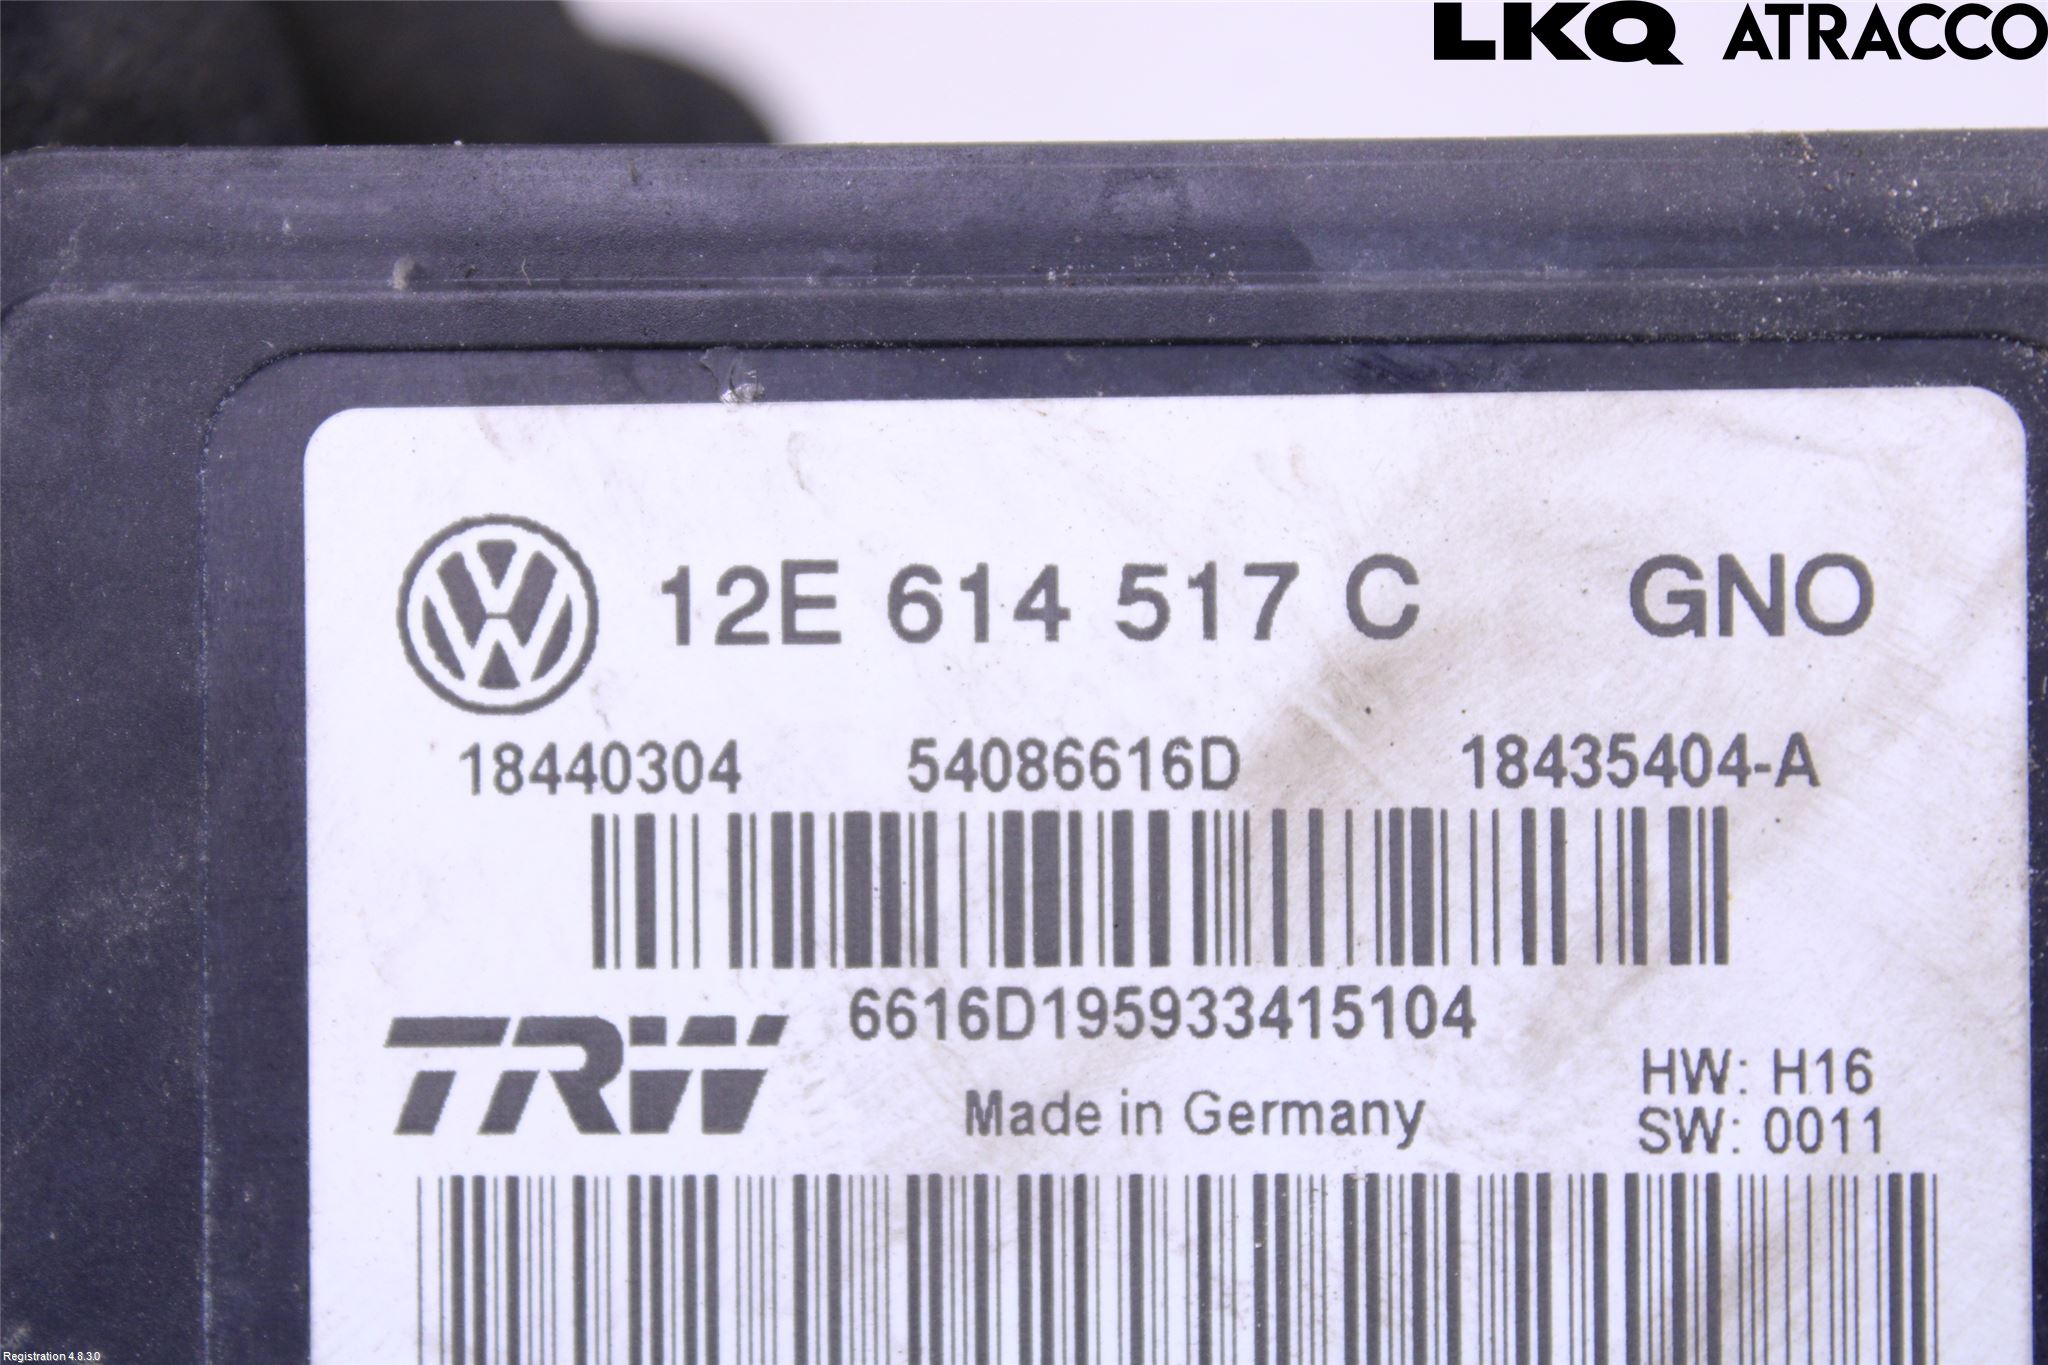 LKQ ATRACCO
12E 614 517 C GNO
18440304 54086616D 18435404-A
6616D195933415104
TRW
Made in Germany
HW: H16
SW: 0011
Registration 4.8.3.0